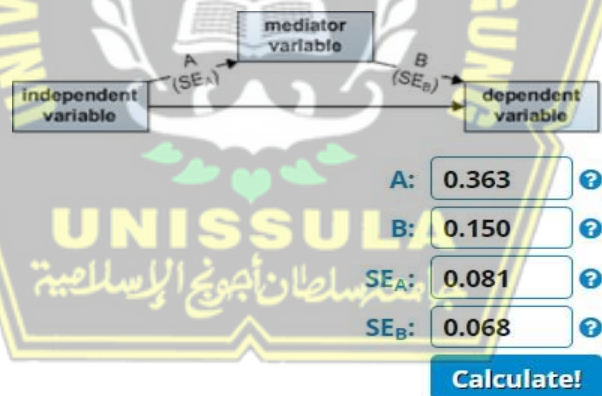 mediator
variable
A
(SEA)
B
(SEB)
independent
variable
dependent
variable
A: 0.363 ?
B: 0.150 ?
UNISSULA
جامعة سلطان أجونج الإسلامية
SEA: 0.081 ?
SEB: 0.068 ?
Calculate!